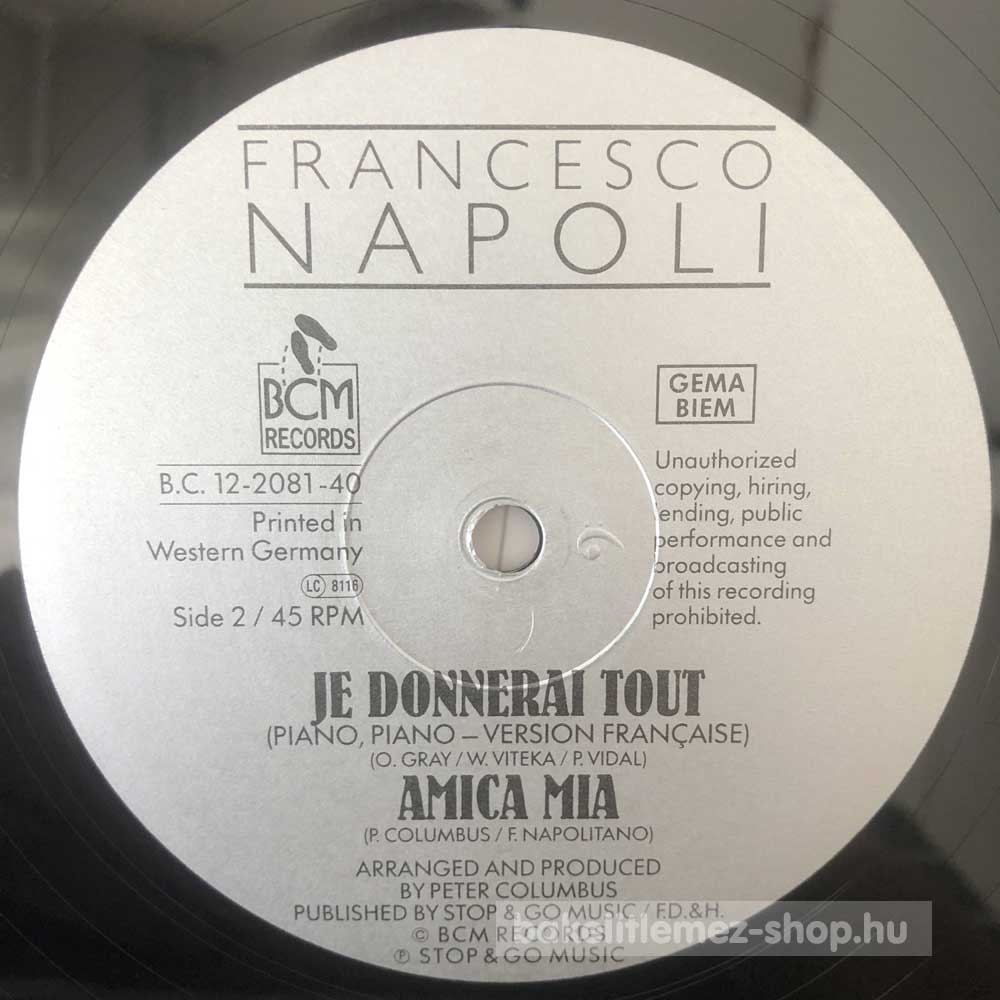 FRANCESCO
NAPOLI
BCM
RECORDS
B.C. 12-2081-40
Printed in
Western Germany
LC 8116
Side 2 / 45 RPM
GEMA
BIEM
Unauthorized
copying, hiring,
lending, public
performance and
broadcasting
of this recording
prohibited.
JE DONNERAI TOUT
(PIANO, PIANO – VERSION FRANÇAISE)
(O. GRAY / W. VITEKA / P. VIDAL)
AMICA MIA
(P. COLUMBUS / F. NAPOLITANO)
ARRANGED AND PRODUCED
BY PETER COLUMBUS
PUBLISHED BY STOP & GO MUSIC / F.D.&H.
© BCM RECORDS
℗ STOP & GO MUSIC
bakelitlemez-shop.hu